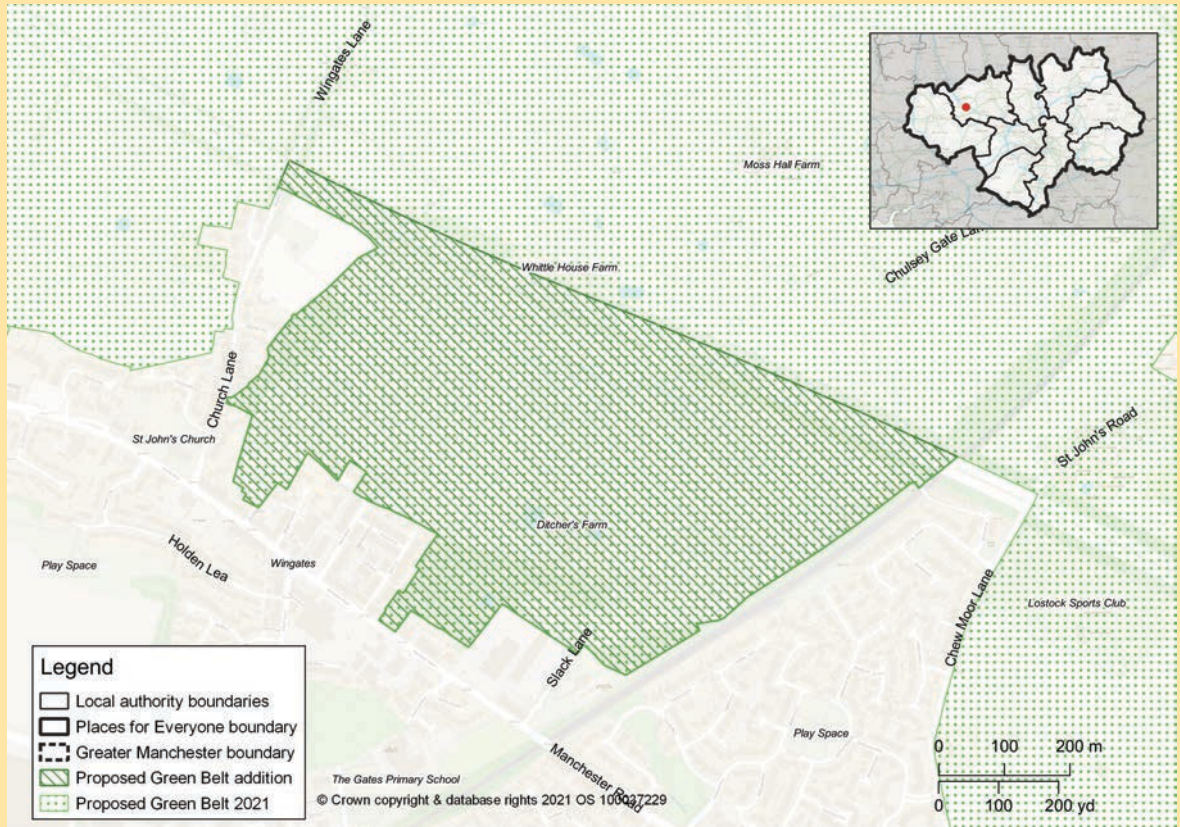 Wingates Lane
Moss Hall Farm
Chulsey Gate
Whittle House Farm
Church Lane
St John's Church
St John's Road
Ditcher's Farm
Holden Lea
Wingates
Play Space
Lostock Sports Club
Chew Moor Lane
Slack Lane
Play Space
Manchester Road
The Gates Primary School
Legend
Local authority boundaries
Places for Everyone boundary
Greater Manchester boundary
Proposed Green Belt addition
Proposed Green Belt 2021
© Crown copyright & database rights 2021 OS 100037229
0 100 200 m
0 100 200 yd